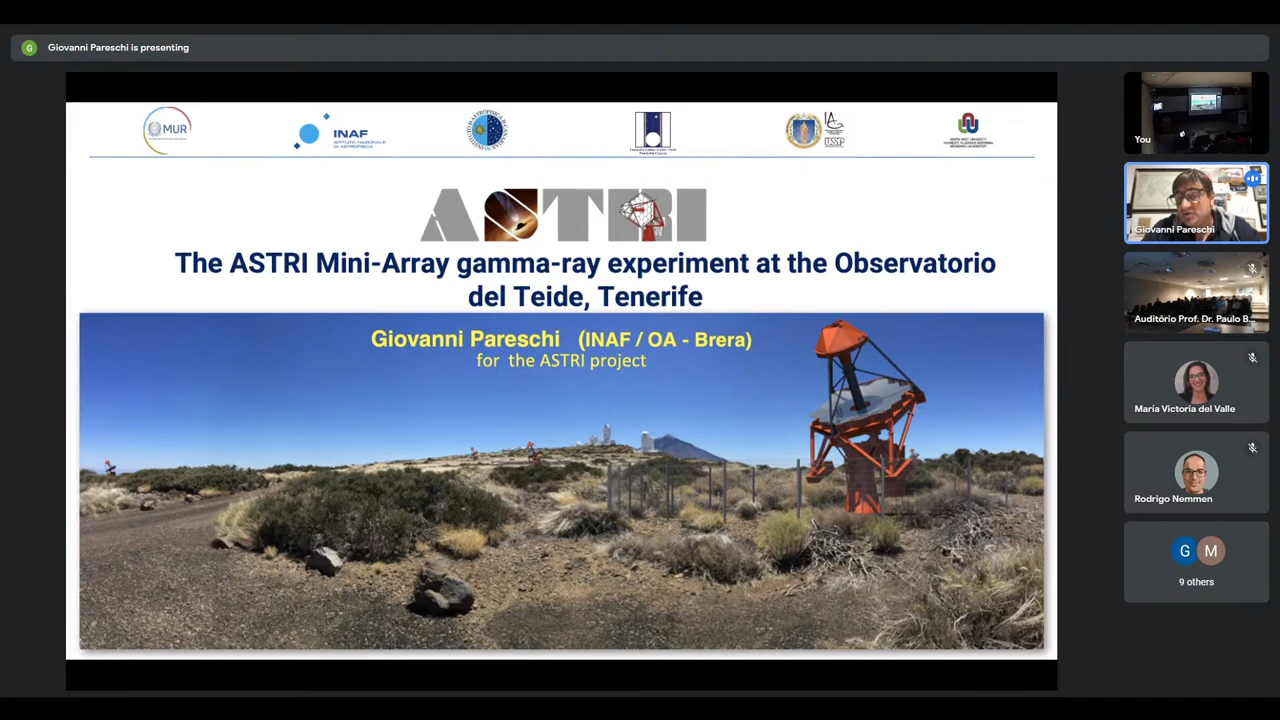 G
Giovanni Pareschi is presenting
MUR
INAF
ISTITUTO NAZIONALE
DI ASTROFISICA
IAG
USP
ASTRI
The ASTRI Mini-Array gamma-ray experiment at the Observatorio
del Teide, Tenerife
Giovanni Pareschi (INAF / OA - Brera)
for the ASTRI project
You
Giovanni Pareschi
Auditório Prof. Dr. Paulo B...
María Victoria del Valle
Rodrigo Nemmen
G M
9 others